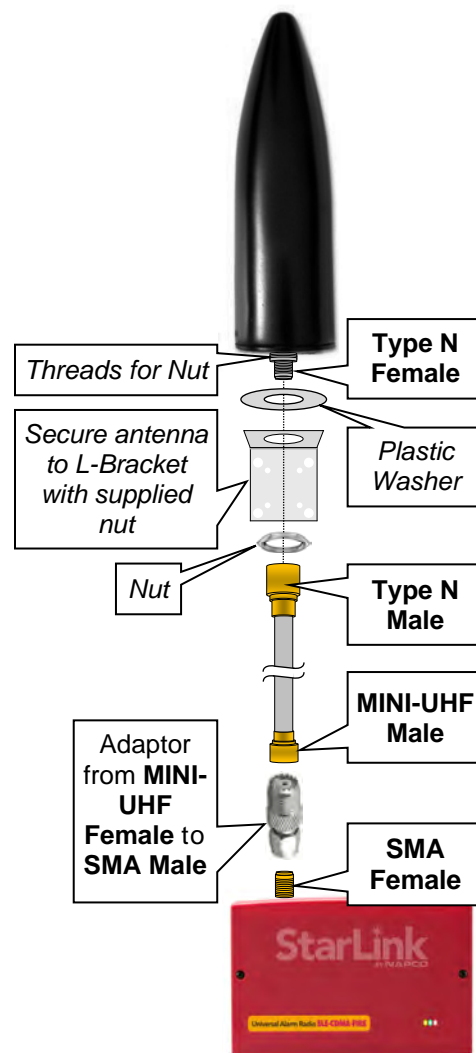 Threads for Nut
Type N
Female
Secure antenna
to L-Bracket
with supplied
nut
Plastic
Washer
Nut
Type N
Male
MINI-UHF
Male
Adaptor
from MINI-
UHF
Female to
SMA Male
SMA
Female
StarLink
BY NAPCO
Universal Alarm Radio SLE-CDMA-FIRE